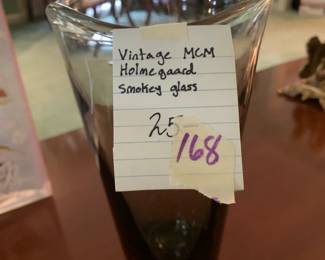 Vintage MCM
Holmegaard
Smokey glass
25
168